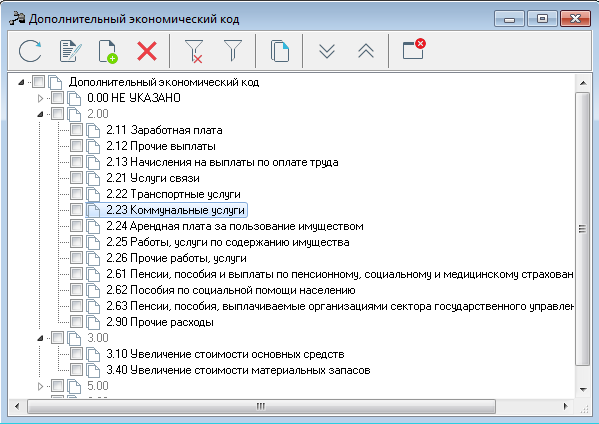 Дополнительный экономический код
Дополнительный экономический код
0.00 НЕ УКАЗАНО
2.00
2.11 Заработная плата
2.12 Прочие выплаты
2.13 Начисления на выплаты по оплате труда
2.21 Услуги связи
2.22 Транспортные услуги
2.23 Коммунальные услуги
2.24 Арендная плата за пользование имуществом
2.25 Работы, услуги по содержанию имущества
2.26 Прочие работы, услуги
2.61 Пенсии, пособия и выплаты по пенсионному, социальному и медицинскому страхован
2.62 Пособия по социальной помощи населению
2.63 Пенсии, пособия, выплачиваемые организациями сектора государственного управлен
2.90 Прочие расходы
3.00
3.10 Увеличение стоимости основных средств
3.40 Увеличение стоимости материальных запасов
5.00